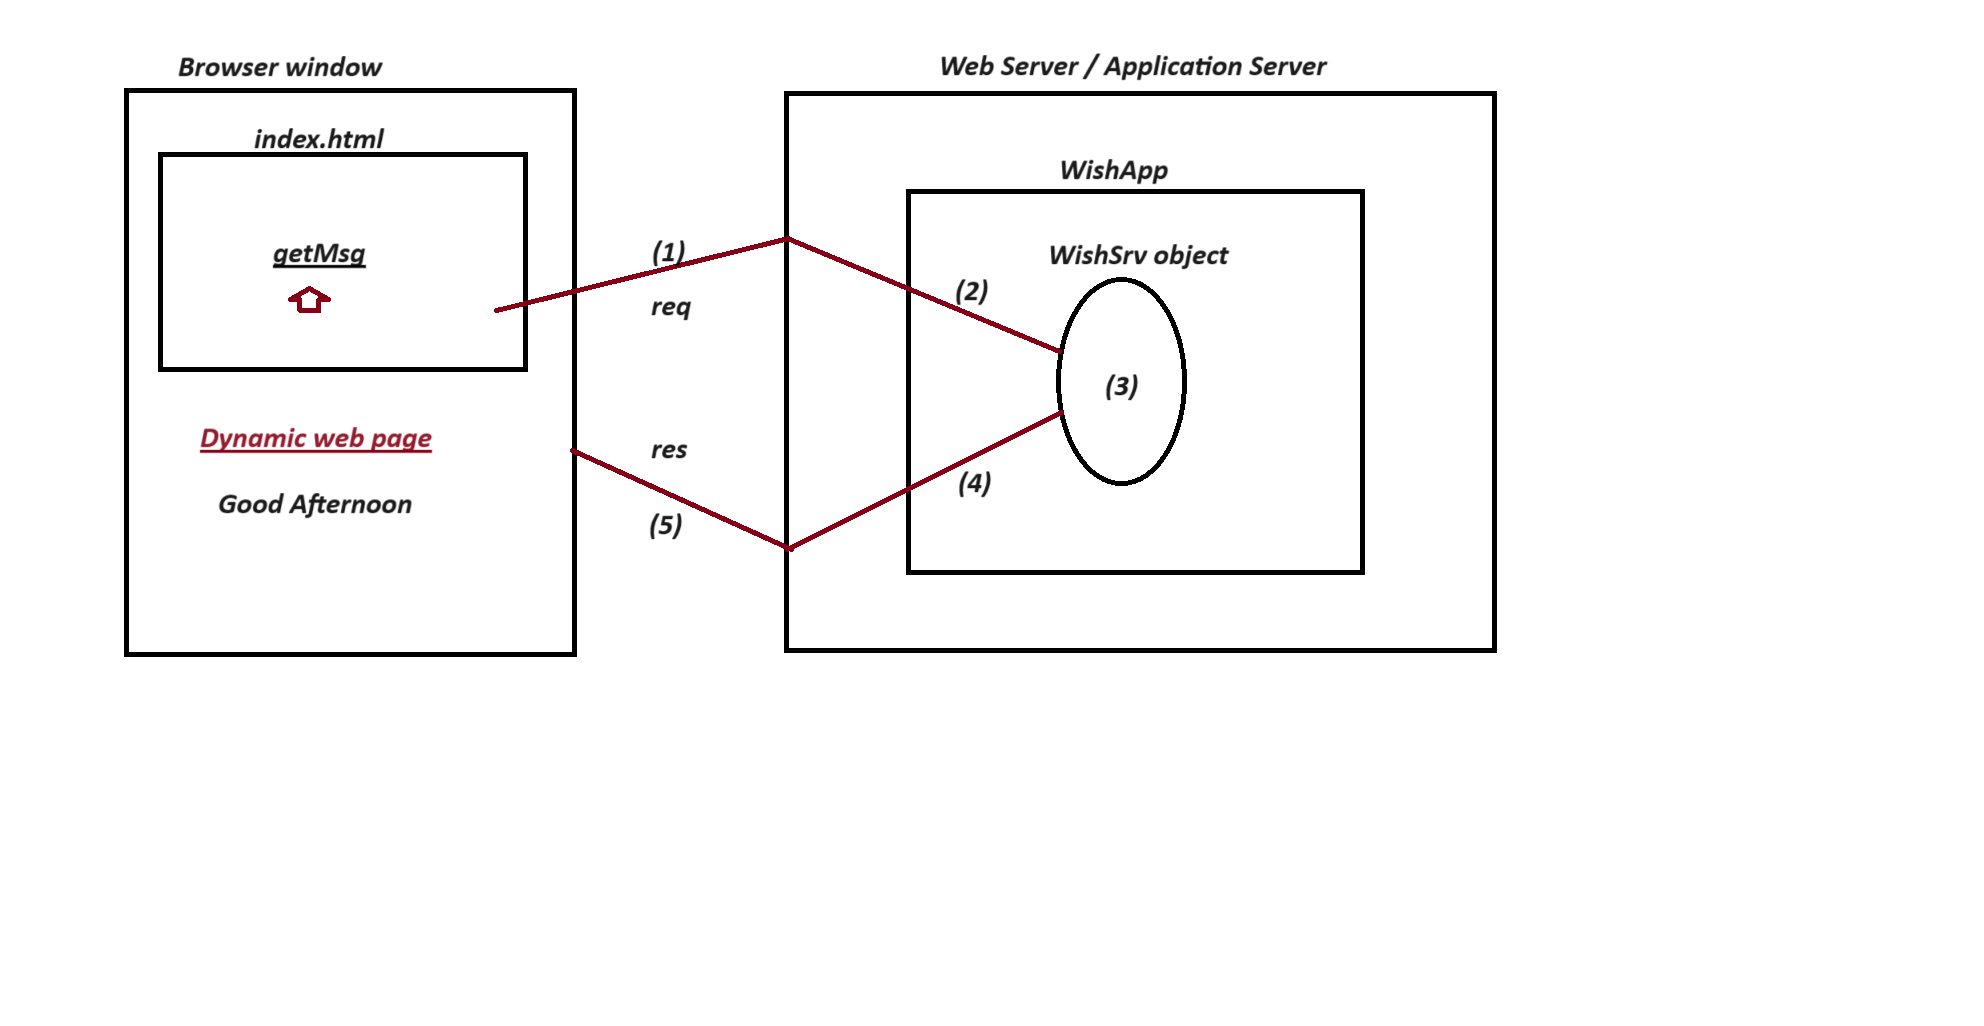 Browser window
index.html
getMsg
Dynamic web page
Good Afternoon
(1)
req
res
(5)
Web Server / Application Server
WishApp
WishSrv object
(2)
(3)
(4)